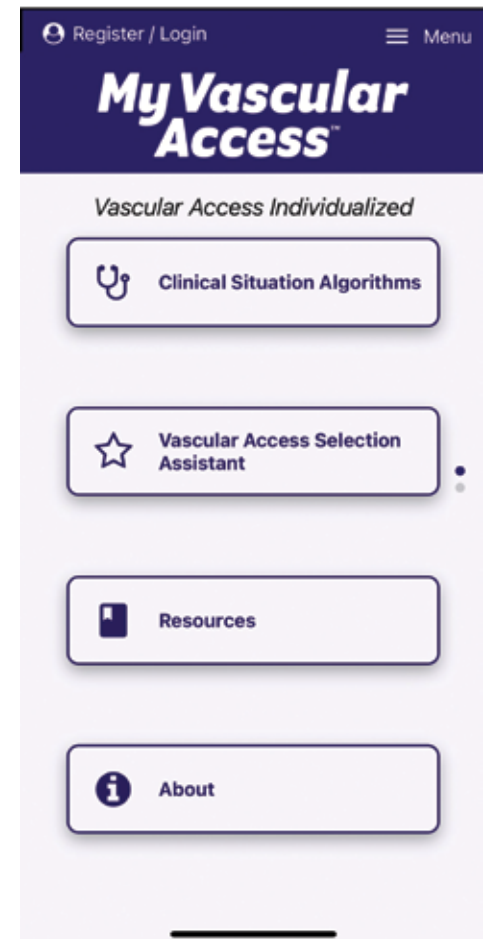 Register / Login
Menu
My Vascular
Access™
Vascular Access Individualized
Clinical Situation Algorithms
Vascular Access Selection
Assistant
Resources
About